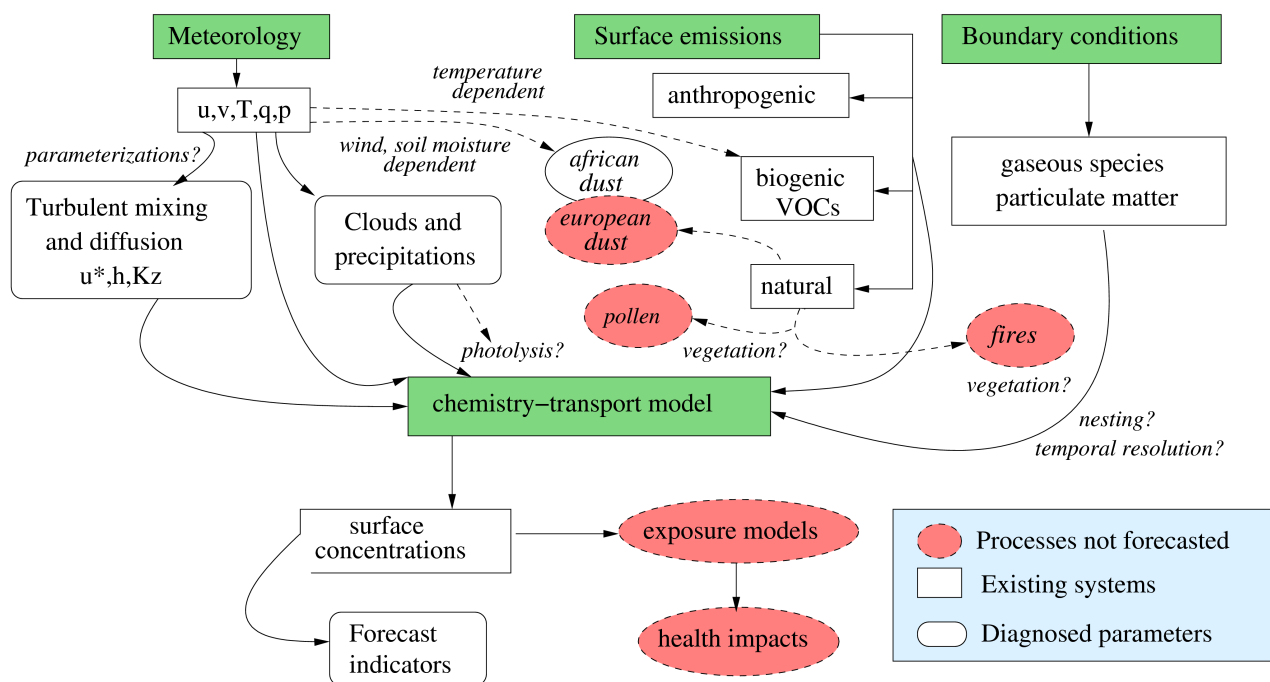 Meteorology
Surface emissions
Boundary conditions
temperature
dependent
anthropogenic
u,v,T,q,p
parameterizations?
wind, soil moisture
dependent
african
dust
biogenic
VOCs
gaseous species
particulate matter
Turbulent mixing
and diffusion
u*,h,Kz
Clouds and
precipitations
european
dust
natural
pollen
vegetation?
fires
vegetation?
photolysis?
chemistry−transport model
nesting?
temporal resolution?
surface
concentrations
exposure models
Processes not forecasted
Existing systems
Diagnosed parameters
Forecast
indicators
health impacts